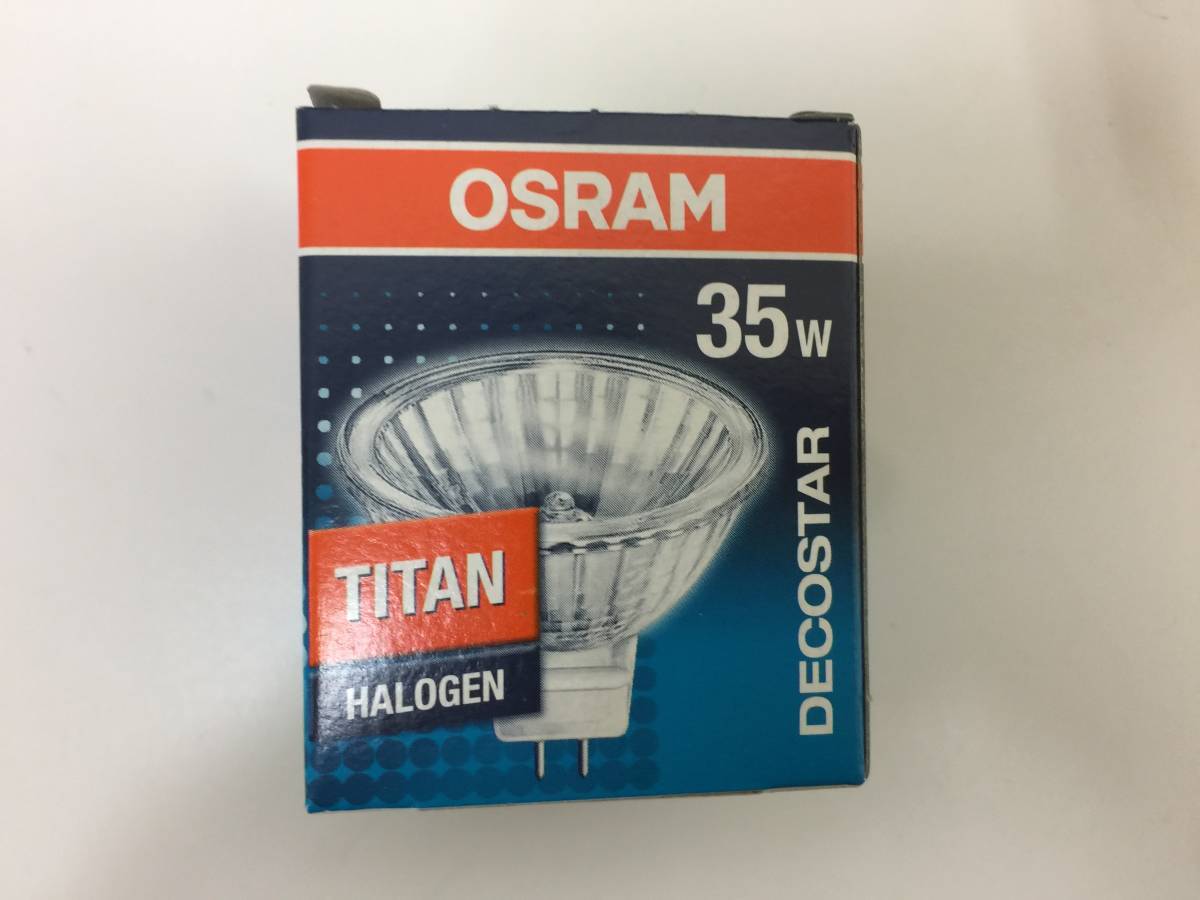 OSRAM
35W
DECOSTAR
TITAN
HALOGEN